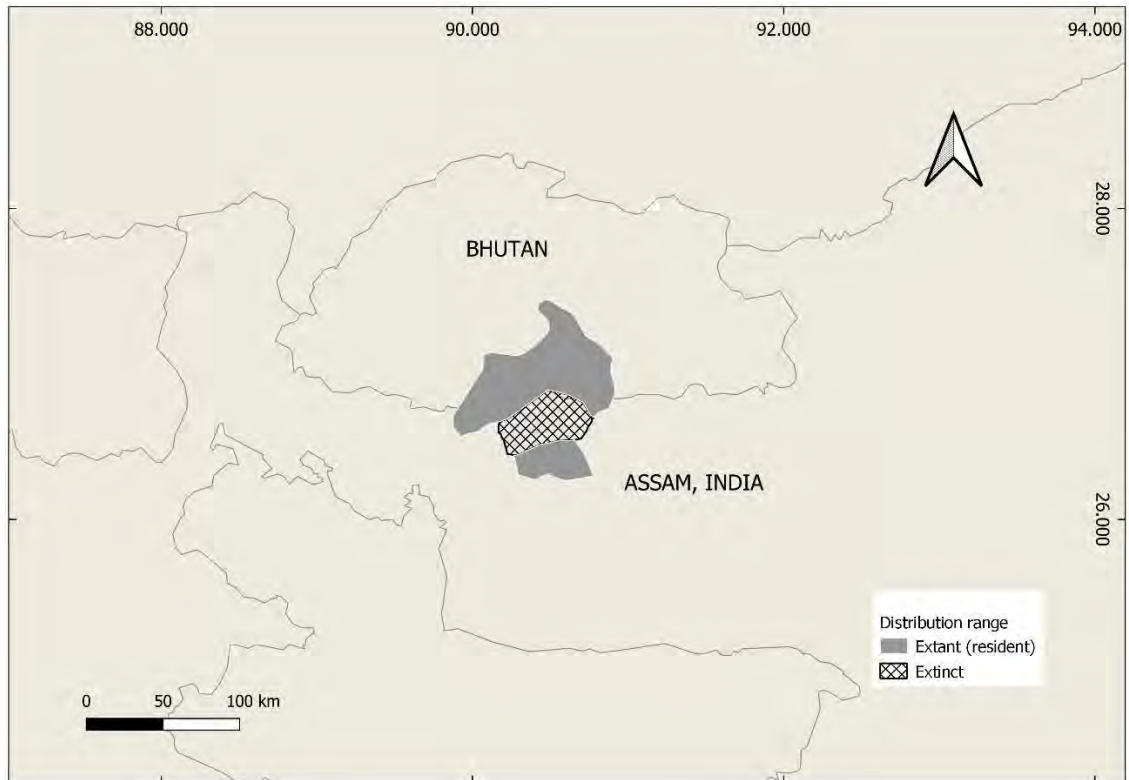 88.000 90.000 92.000 94.000
28.000
BHUTAN
ASSAM, INDIA
26.000
Distribution range
Extant (resident)
Extinct
0 50 100 km